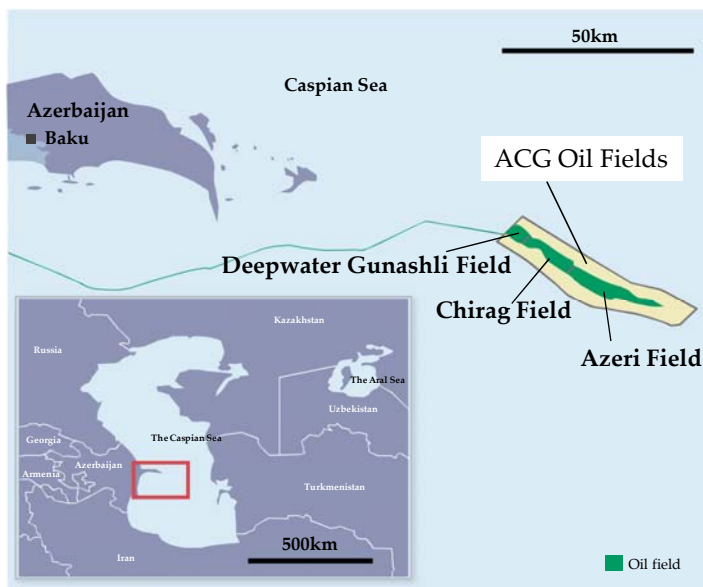 50km
Caspian Sea
Azerbaijan
Baku
ACG Oil Fields
Deepwater Gunashli Field
Chirag Field
Azeri Field
Kazakhstan
Russia
The Aral Sea
Uzbekistan
The Caspian Sea
Georgia
Azerbaijan
Armenia
Turkmenistan
500km
Iran
Oil field